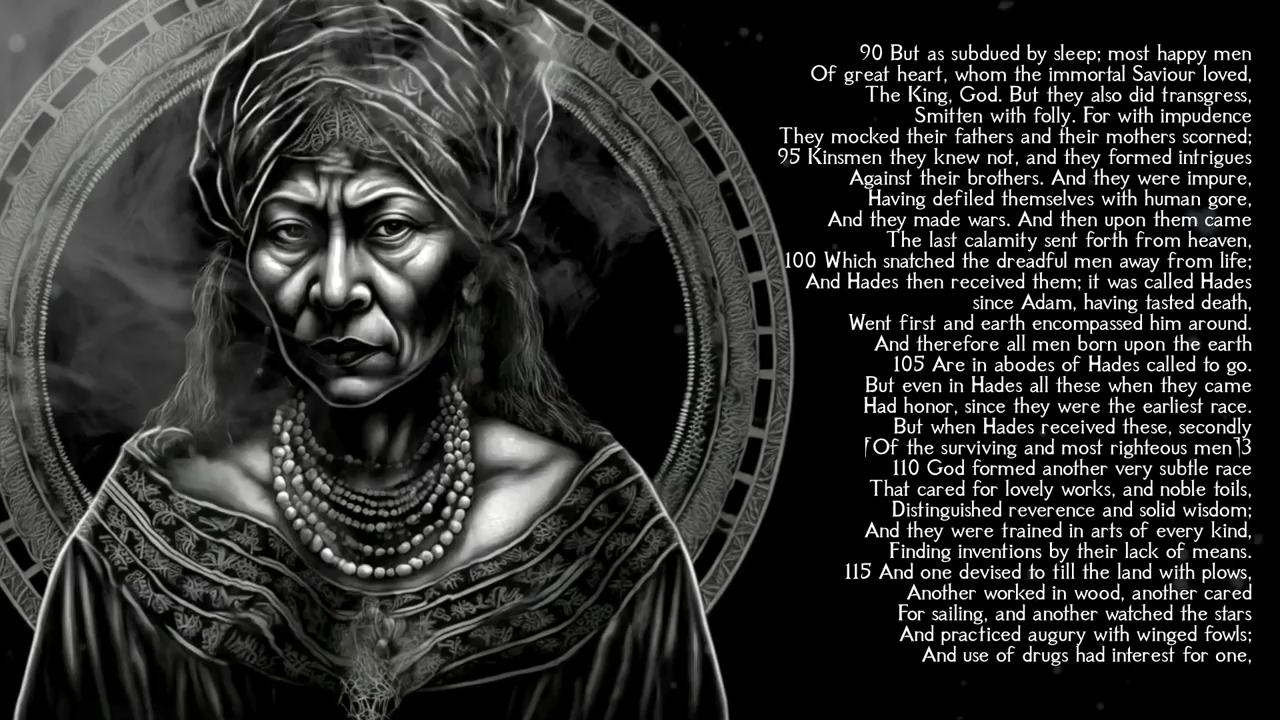 90 But as subdued by sleep; most happy men
Of great heart, whom the immortal Saviour loved,
The King, God. But they also did transgress,
Smitten with folly. For with impudence
They mocked their fathers and their mothers scorned;
95 Kinsmen they knew not, and they formed intrigues
Against their brothers. And they were impure,
Having defiled themselves with human gore,
And they made wars. And then upon them came
The last calamity sent forth from heaven,
100 Which snatched the dreadful men away from life;
And Hades then received them; it was called Hades
since Adam, having tasted death,
Went first and earth encompassed him around.
And therefore all men born upon the earth
105 Are in abodes of Hades called to go.
But even in Hades all these when they came
Had honor, since they were the earliest race.
But when Hades received these, secondly
⌈Of the surviving and most righteous men⌉3
110 God formed another very subtle race
That cared for lovely works, and noble toils,
Distinguished reverence and solid wisdom;
And they were trained in arts of every kind,
Finding inventions by their lack of means.
115 And one devised to till the land with plows,
Another worked in wood, another cared
For sailing, and another watched the stars
And practiced augury with winged fowls;
And use of drugs had interest for one,